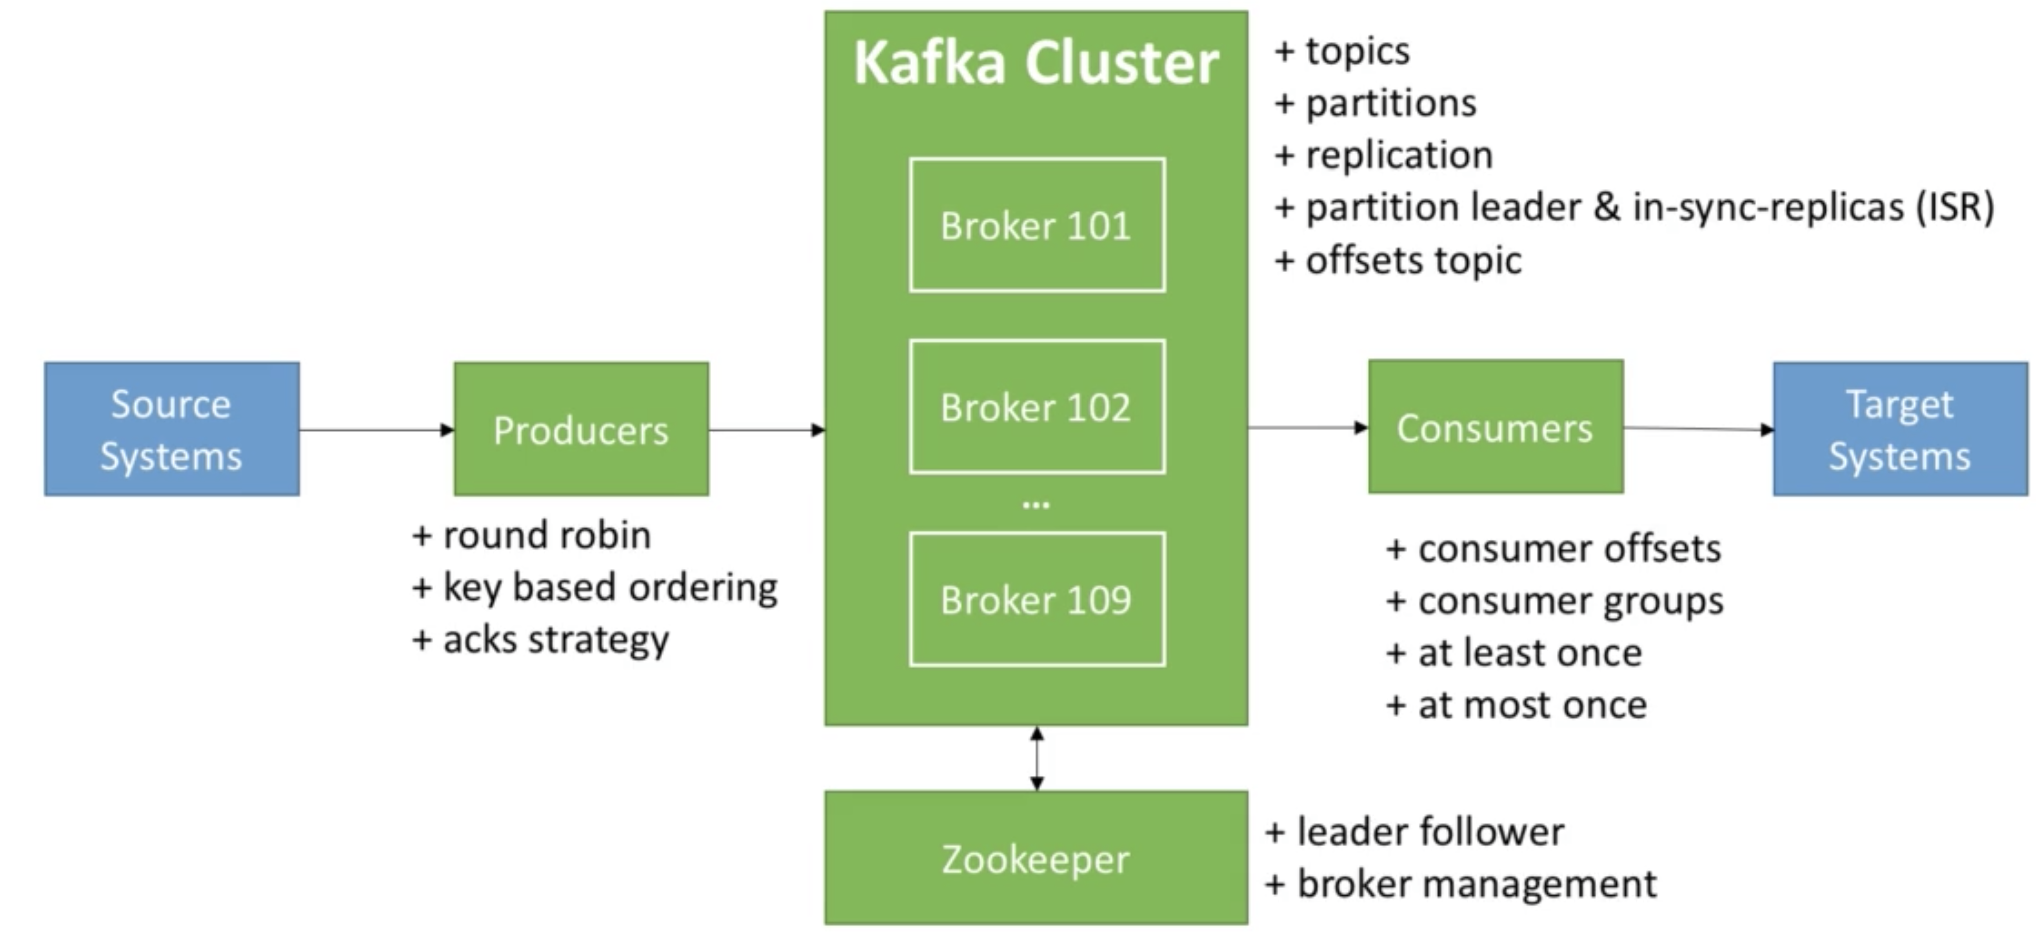 Kafka Cluster
Broker 101
Broker 102
...
Broker 109
+ topics
+ partitions
+ replication
+ partition leader & in-sync-replicas (ISR)
+ offsets topic
Source
Systems
Producers
+ round robin
+ key based ordering
+ acks strategy
Consumers
+ consumer offsets
+ consumer groups
+ at least once
+ at most once
Target
Systems
Zookeeper
+ leader follower
+ broker management